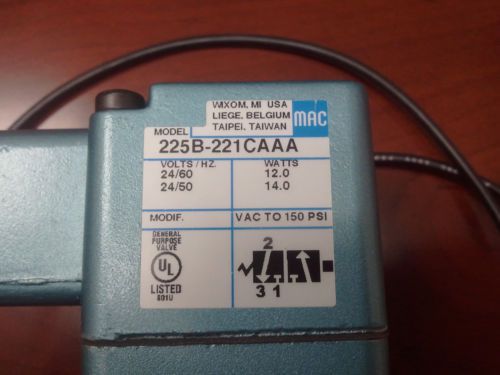 WIXOM, MI USA
LIEGE, BELGIUM
TAIPEI, TAIWAN
MAC
MODEL
225B-221CAAA
VOLTS / HZ. WATTS
24/60 12.0
24/50 14.0
MODIF. VAC TO 150 PSI
GENERAL
PURPOSE
VALVE
UL
LISTED
801U
2
3 1